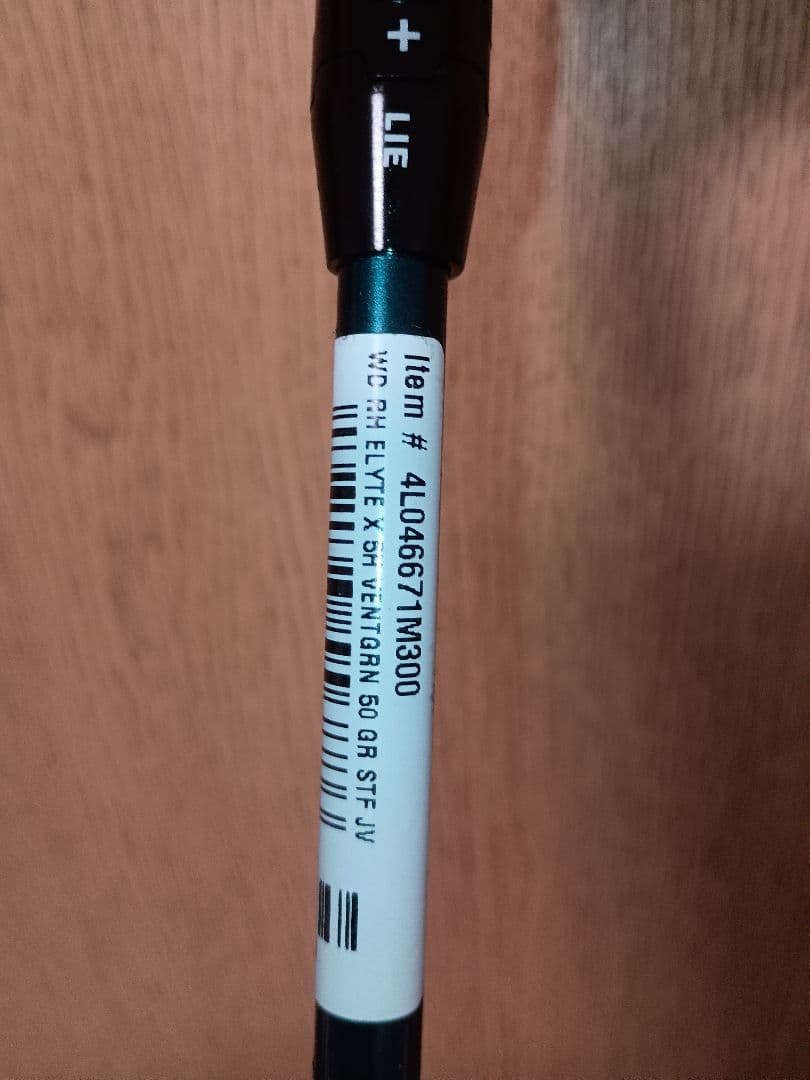 +
LIE
Item # 4L046671M300
WD RH ELYTE X 5H VENTGRN 50 GR STF JV